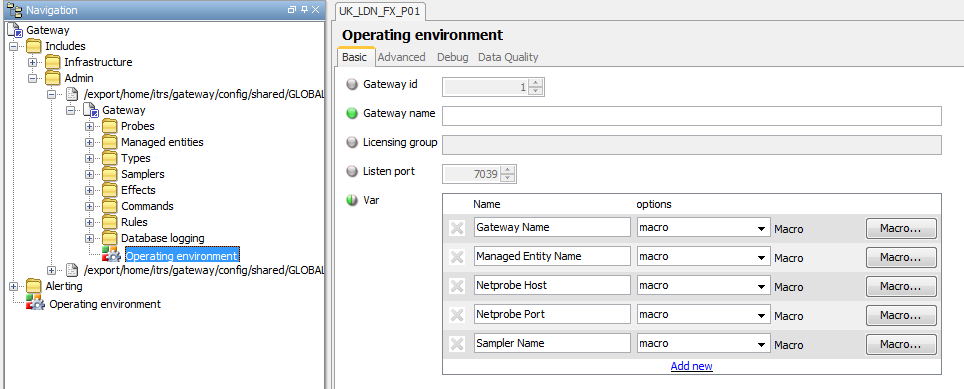 Navigation
Gateway
Includes
Infrastructure
Admin
/export/home/itrs/gateway/config/shared/GLOBAL
Gateway
Probes
Managed entities
Types
Samplers
Effects
Commands
Rules
Database logging
Operating environment
/export/home/itrs/gateway/config/shared/GLOBAL
Alerting
Operating environment
UK_LDN_FX_P01
Operating environment
Basic Advanced Debug Data Quality
Gateway id 1
Gateway name
Licensing group
Listen port 7039
Var
Name options
Gateway Name macro Macro Macro...
Managed Entity Name macro Macro Macro...
Netprobe Host macro Macro Macro...
Netprobe Port macro Macro Macro...
Sampler Name macro Macro Macro...
Add new